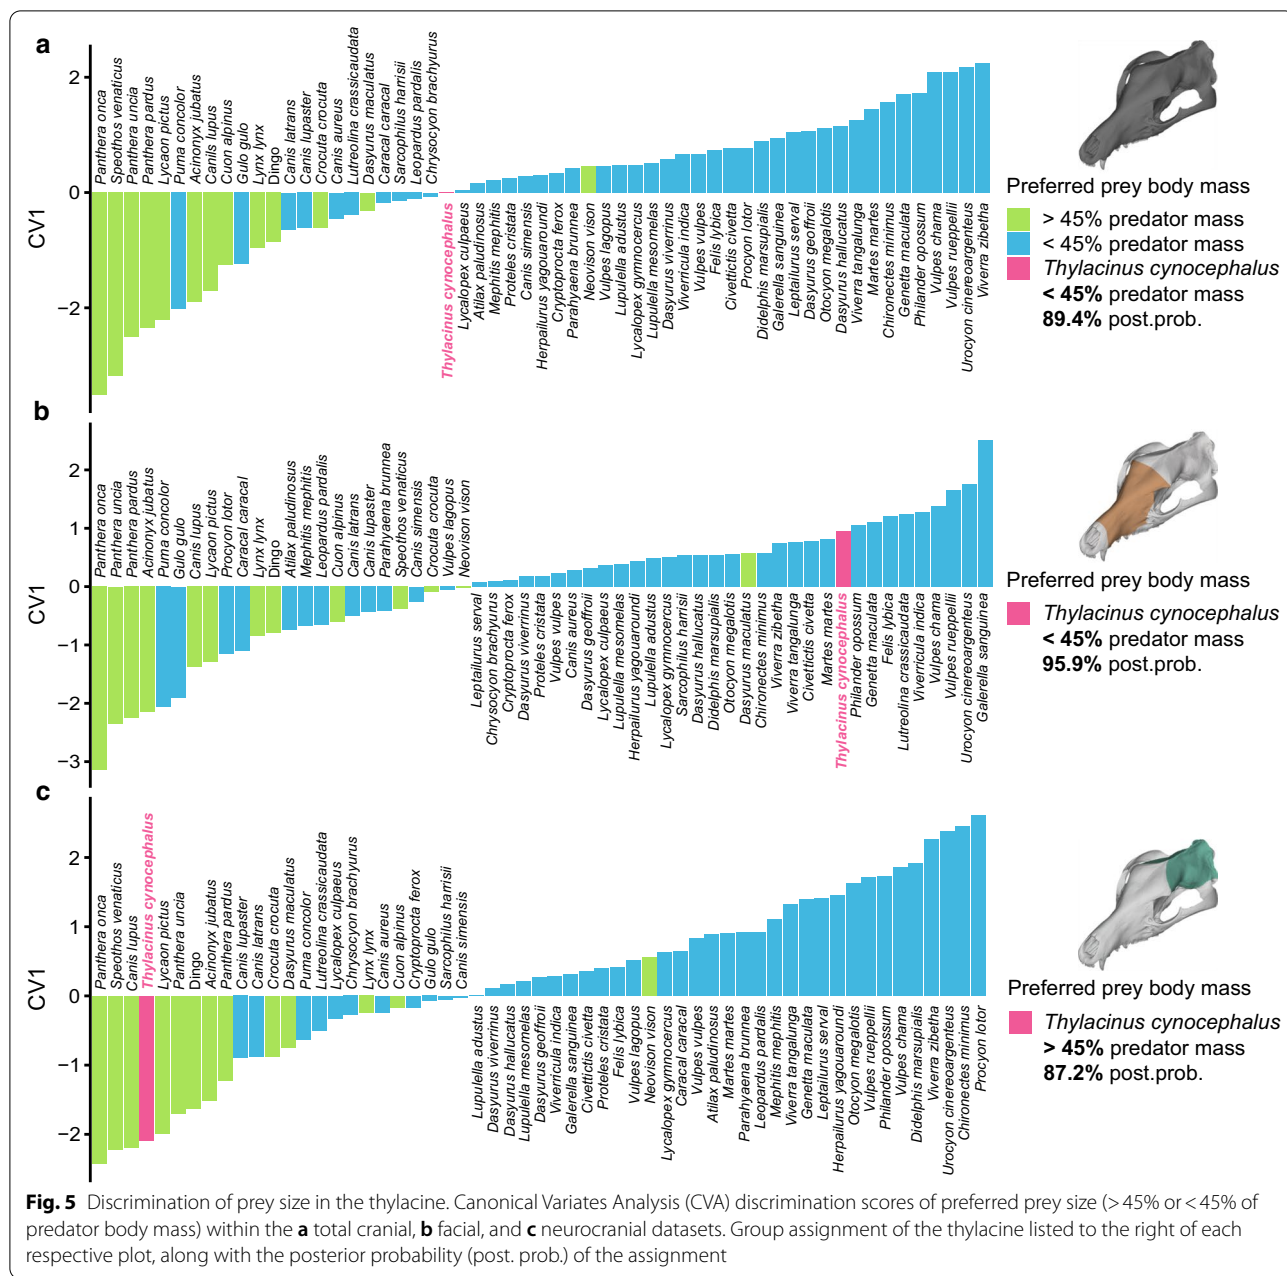 a
CV1
2
0
−2
Panthera onca
Speothos venaticus
Panthera uncia
Panthera pardus
Lycaon pictus
Puma concolor
Acinonyx jubatus
Canilis lupus
Cuon alpinus
Gulo gulo
Lynx lynx
Dingo
Canis latrans
Canis lupaster
Crocuta crocuta
Canis aureus
Lutreolina crassicaudata
Dasyurus maculatus
Caracal caracal
Sarcophilus harrisii
Leopardus pardalis
Chrysocyon brachyurus
Thylacinus cynocephalus
Lycalopex culpaeus
Atilax paludinosus
Mephitis mephitis
Proteles cristata
Canis simensis
Herpailurus yagouaroundi
Cryptoprocta ferox
Parahyaena brunnea
Neovison vison
Vulpes lagopus
Lupulella adustus
Lycalopex gymnocercus
Lupulella mesomelas
Dasyurus viverrinus
Viverricula indica
Vulpes vulpes
Felis lybica
Civettictis civetta
Procyon lotor
Didelphis marsupialis
Galerella sanguinea
Leptailurus serval
Dasyurus geoffroii
Otocyon megalotis
Dasyurus hallucatus
Viverra tangalunga
Martes martes
Chironectes minimus
Genetta maculata
Philander opossum
Vulpes chama
Vulpes rueppellii
Urocyon cinereoargenteus
Viverra zibetha
Preferred prey body mass
> 45% predator mass
< 45% predator mass
Thylacinus cynocephalus
< 45% predator mass
89.4% post.prob.
b
CV1
2
1
0
−1
−2
−3
Panthera onca
Panthera uncia
Panthera pardus
Acinonyx jubatus
Puma concolor
Gulo gulo
Canis lupus
Lycaon pictus
Procyon lotor
Caracal caracal
Lynx lynx
Dingo
Atilax paludinosus
Mephitis mephitis
Leopardus pardalis
Cuon alpinus
Canis latrans
Canis lupaster
Parahyaena brunnea
Speothos venaticus
Canis simensis
Crocuta crocuta
Vulpes lagopus
Neovison vison
Leptailurus serval
Chrysocyon brachyurus
Cryptoprocta ferox
Dasyurus viverrinus
Proteles cristata
Vulpes vulpes
Canis aureus
Dasyurus geoffroii
Lycalopex culpaeus
Lupulella mesomelas
Herpailurus yagouaroundi
Lupulella adustus
Lycalopex gymnocercus
Sarcophilus harrisii
Dasyurus hallucatus
Didelphis marsupialis
Otocyon megalotis
Dasyurus maculatus
Chironectes minimus
Viverra zibetha
Viverra tangalunga
Civettictis civetta
Martes martes
Thylacinus cynocephalus
Philander opossum
Genetta maculata
Felis lybica
Lutreolina crassicaudata
Viverricula indica
Vulpes chama
Vulpes rueppellii
Urocyon cinereoargenteus
Galerella sanguinea
Preferred prey body mass
Thylacinus cynocephalus
< 45% predator mass
95.9% post.prob.
c
CV1
2
1
0
−1
−2
Panthera onca
Speothos venaticus
Canis lupus
Thylacinus cynocephalus
Lycaon pictus
Panthera uncia
Dingo
Acinonyx jubatus
Panthera pardus
Canis lupaster
Canis latrans
Crocuta crocuta
Dasyurus maculatus
Puma concolor
Lutreolina crassicaudata
Lycalopex culpaeus
Chrysocyon brachyurus
Lynx lynx
Canis aureus
Cuon alpinus
Cryptoprocta ferox
Gulo gulo
Sarcophilus harrisii
Canis simensis
Lupulella adustus
Dasyurus viverrinus
Dasyurus hallucatus
Lupulella mesomelas
Dasyurus geoffroii
Viverricula indica
Galerella sanguinea
Civettictis civetta
Proteles cristata
Felis lybica
Vulpes lagopus
Neovison vison
Lycalopex gymnocercus
Caracal caracal
Vulpes vulpes
Atilax paludinosus
Martes martes
Parahyaena brunnea
Leopardus pardalis
Mephitis mephitis
Viverra tangalunga
Genetta maculata
Leptailurus serval
Herpailurus yagouaroundi
Otocyon megalotis
Vulpes rueppellii
Philander opossum
Vulpes chama
Didelphis marsupialis
Viverra zibetha
Urocyon cinereoargenteus
Chironectes minimus
Procyon lotor
Preferred prey body mass
Thylacinus cynocephalus
> 45% predator mass
87.2% post.prob.
Fig. 5 Discrimination of prey size in the thylacine. Canonical Variates Analysis (CVA) discrimination scores of preferred prey size (> 45% or < 45% of
predator body mass) within the a total cranial, b facial, and c neurocranial datasets. Group assignment of the thylacine listed to the right of each
respective plot, along with the posterior probability (post. prob.) of the assignment